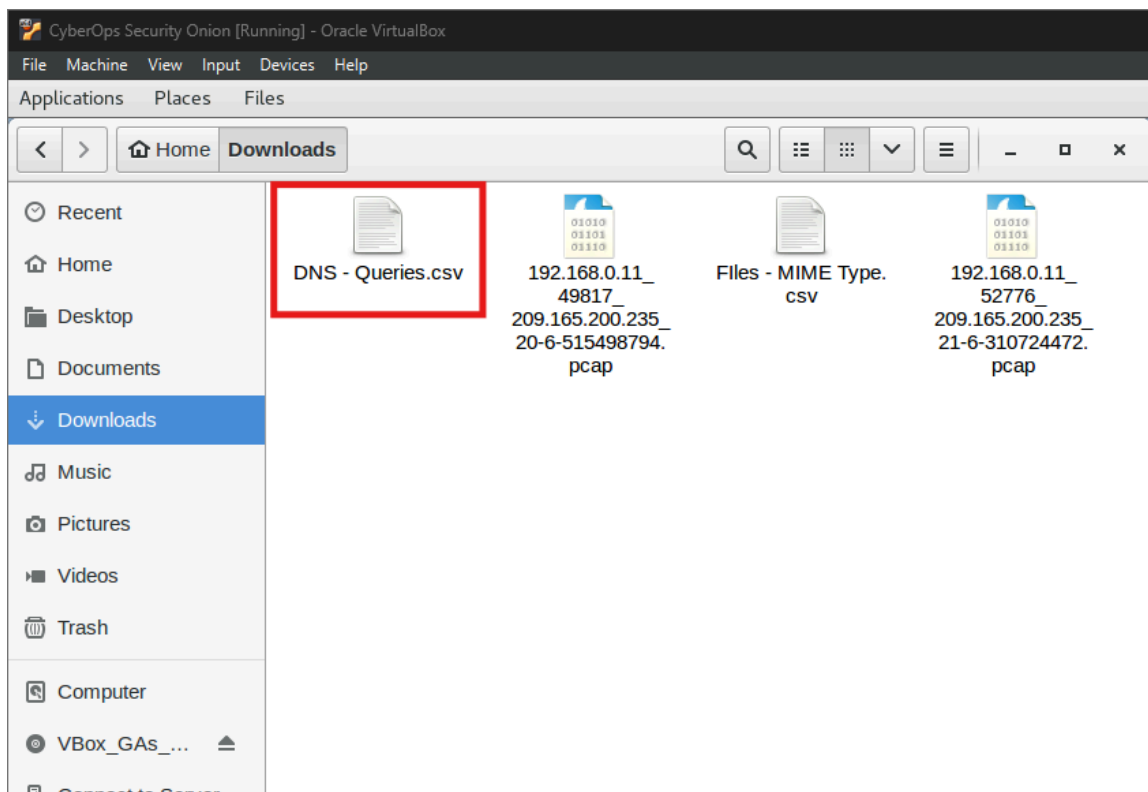 CyberOps Security Onion [Running] - Oracle VirtualBox
File Machine View Input Devices Help
Applications Places Files
Home Downloads
Recent
Home
Desktop
Documents
Downloads
Music
Pictures
Videos
Trash
Computer
VBox_GAs_...
Connect to Server
DNS - Queries.csv
01010
01101
01110
192.168.0.11_
49817_
209.165.200.235_
20-6-515498794.
pcap
FIles - MIME Type.
csv
01010
01101
01110
192.168.0.11_
52776_
209.165.200.235_
21-6-310724472.
pcap